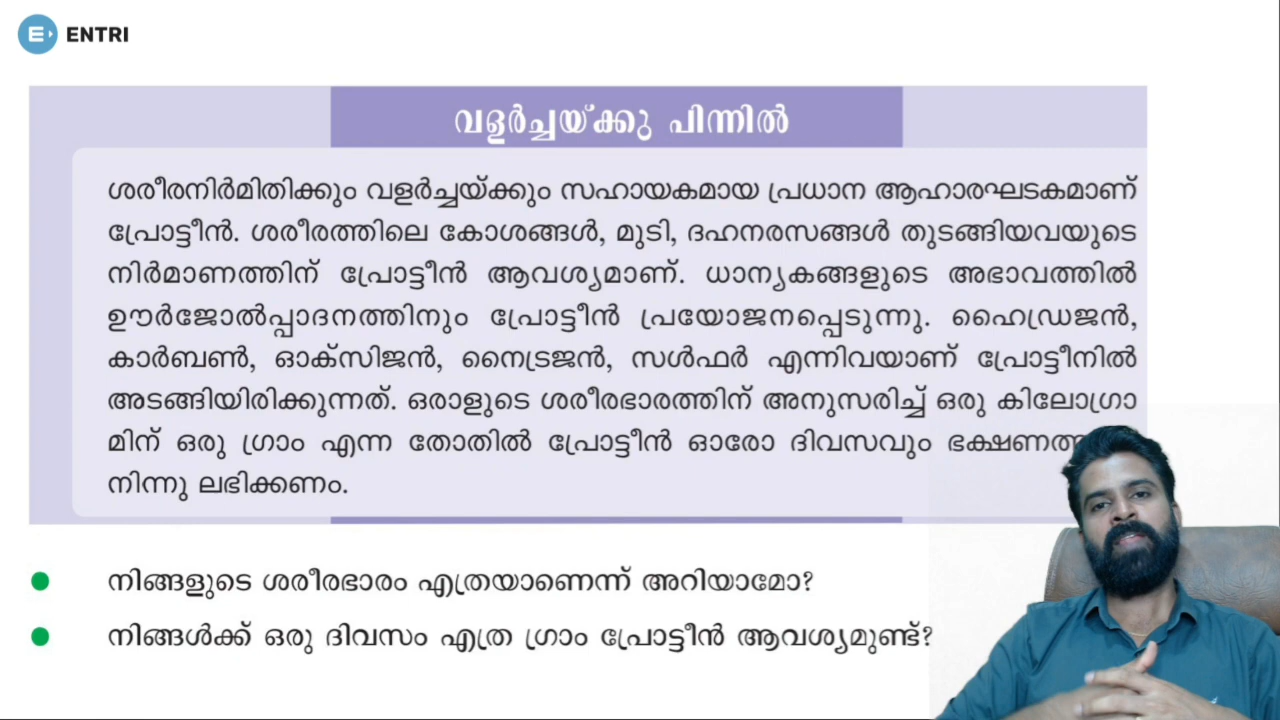 ENTRI
വളർച്ചയ്ക്കു പിന്നിൽ
ശരീരനിർമിതിക്കും വളർച്ചയ്ക്കും സഹായകമായ പ്രധാന ആഹാരഘടകമാണ്
പ്രോട്ടീൻ. ശരീരത്തിലെ കോശങ്ങൾ, മുടി, ദഹനരസങ്ങൾ തുടങ്ങിയവയുടെ
നിർമാണത്തിന് പ്രോട്ടീൻ ആവശ്യമാണ്. ധാന്യകങ്ങളുടെ അഭാവത്തിൽ
ഊർജോൽപ്പാദനത്തിനും പ്രോട്ടീൻ പ്രയോജനപ്പെടുന്നു. ഹൈഡ്രജൻ,
കാർബൺ, ഓക്സിജൻ, നൈട്രജൻ, സൾഫർ എന്നിവയാണ് പ്രോട്ടീനിൽ
അടങ്ങിയിരിക്കുന്നത്. ഒരാളുടെ ശരീരഭാരത്തിന് അനുസരിച്ച് ഒരു കിലോഗ്രാ
മിന് ഒരു ഗ്രാം എന്ന തോതിൽ പ്രോട്ടീൻ ഓരോ ദിവസവും
നിന്നു ലഭിക്കണം.
നിങ്ങളുടെ ശരീരഭാരം എത്രയാണെന്ന് അറിയാമോ?
നിങ്ങൾക്ക് ഒരു ദിവസം എത്ര ഗ്രാം പ്രോട്ടീൻ ആവശ്യമുണ്ട്?